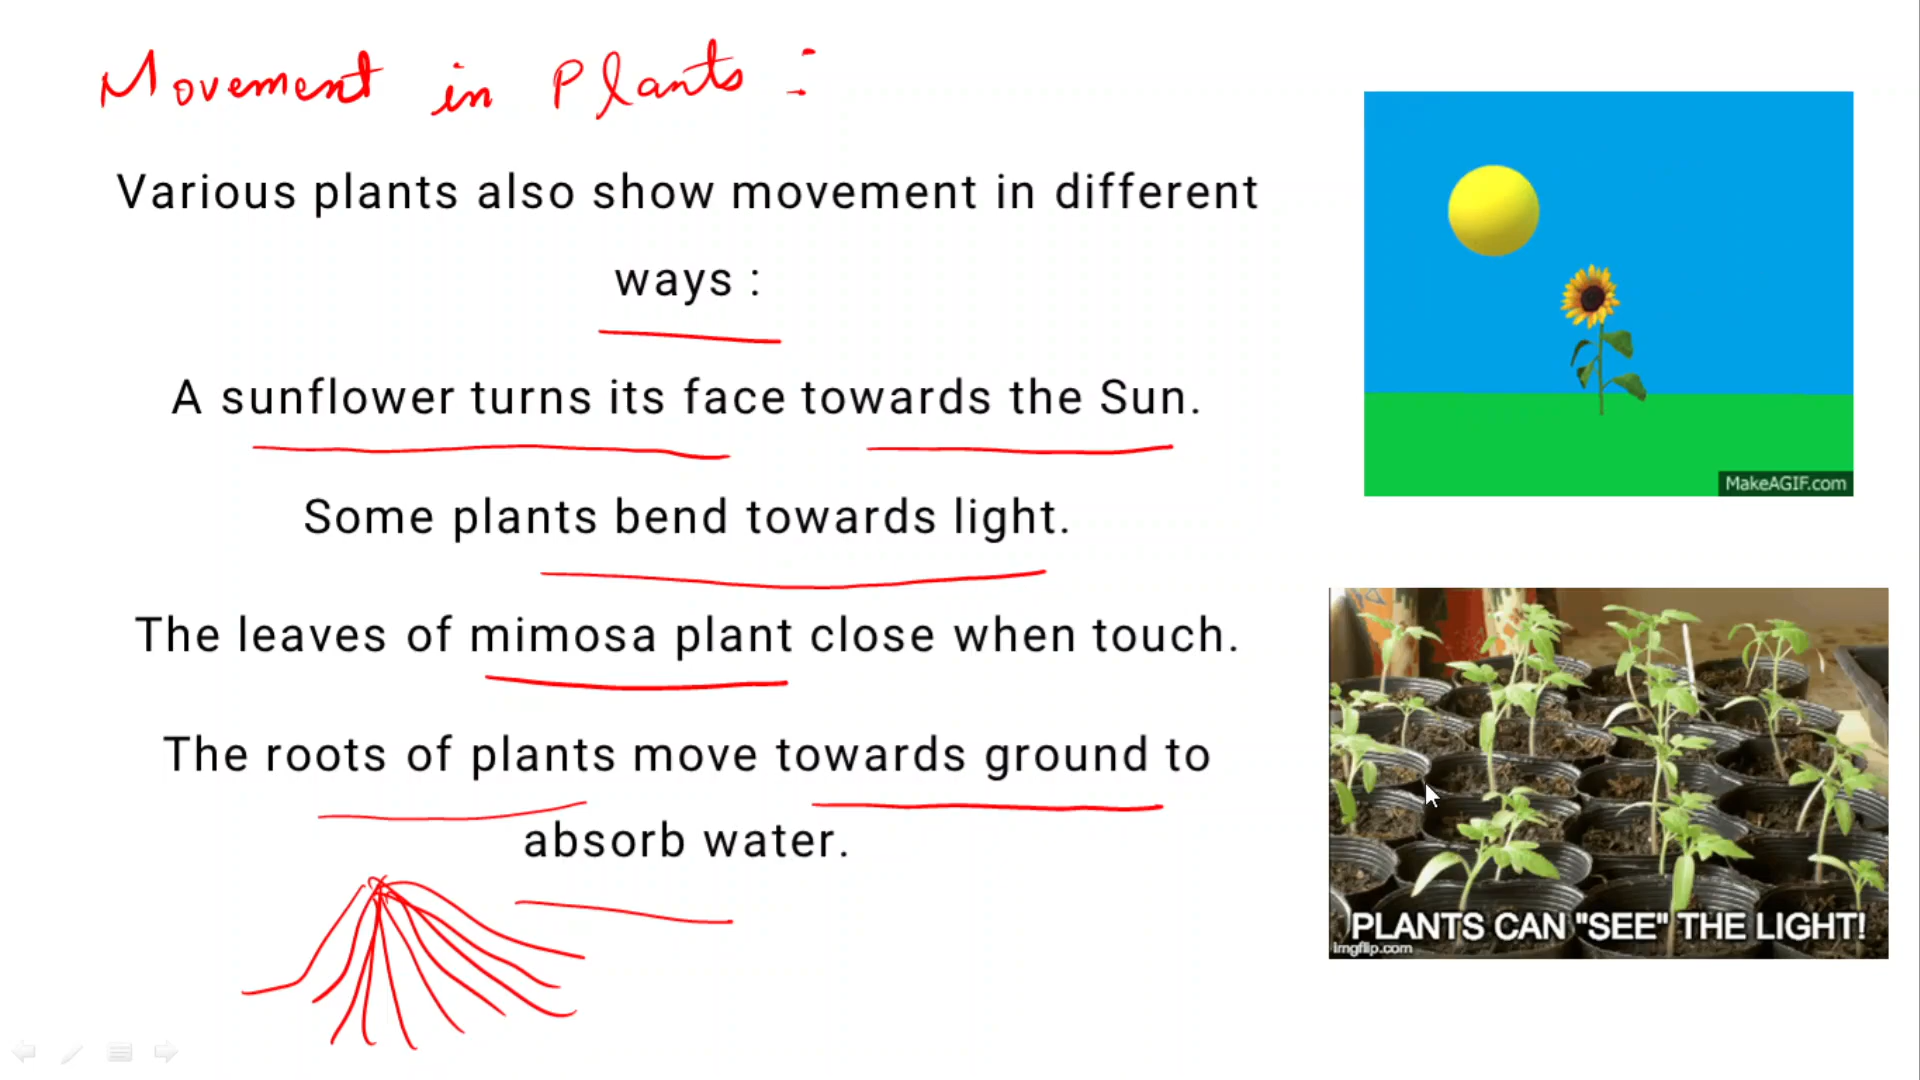 Movement in Plants :
Various plants also show movement in different
ways :
A sunflower turns its face towards the Sun.
Some plants bend towards light.
The leaves of mimosa plant close when touch.
The roots of plants move towards ground to
absorb water.
MakeAGIF.com
PLANTS CAN "SEE" THE LIGHT!
imgflip.com